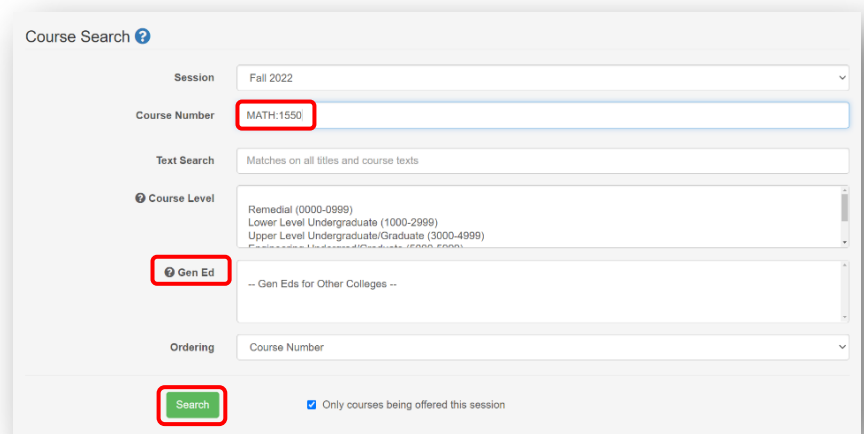 Course Search ?
Session Fall 2022
Course Number MATH:1550
Text Search Matches on all titles and course texts
? Course Level
Remedial (0000-0999)
Lower Level Undergraduate (1000-2999)
Upper Level Undergraduate/Graduate (3000-4999)
? Gen Ed
-- Gen Eds for Other Colleges --
Ordering Course Number
Search Only courses being offered this session